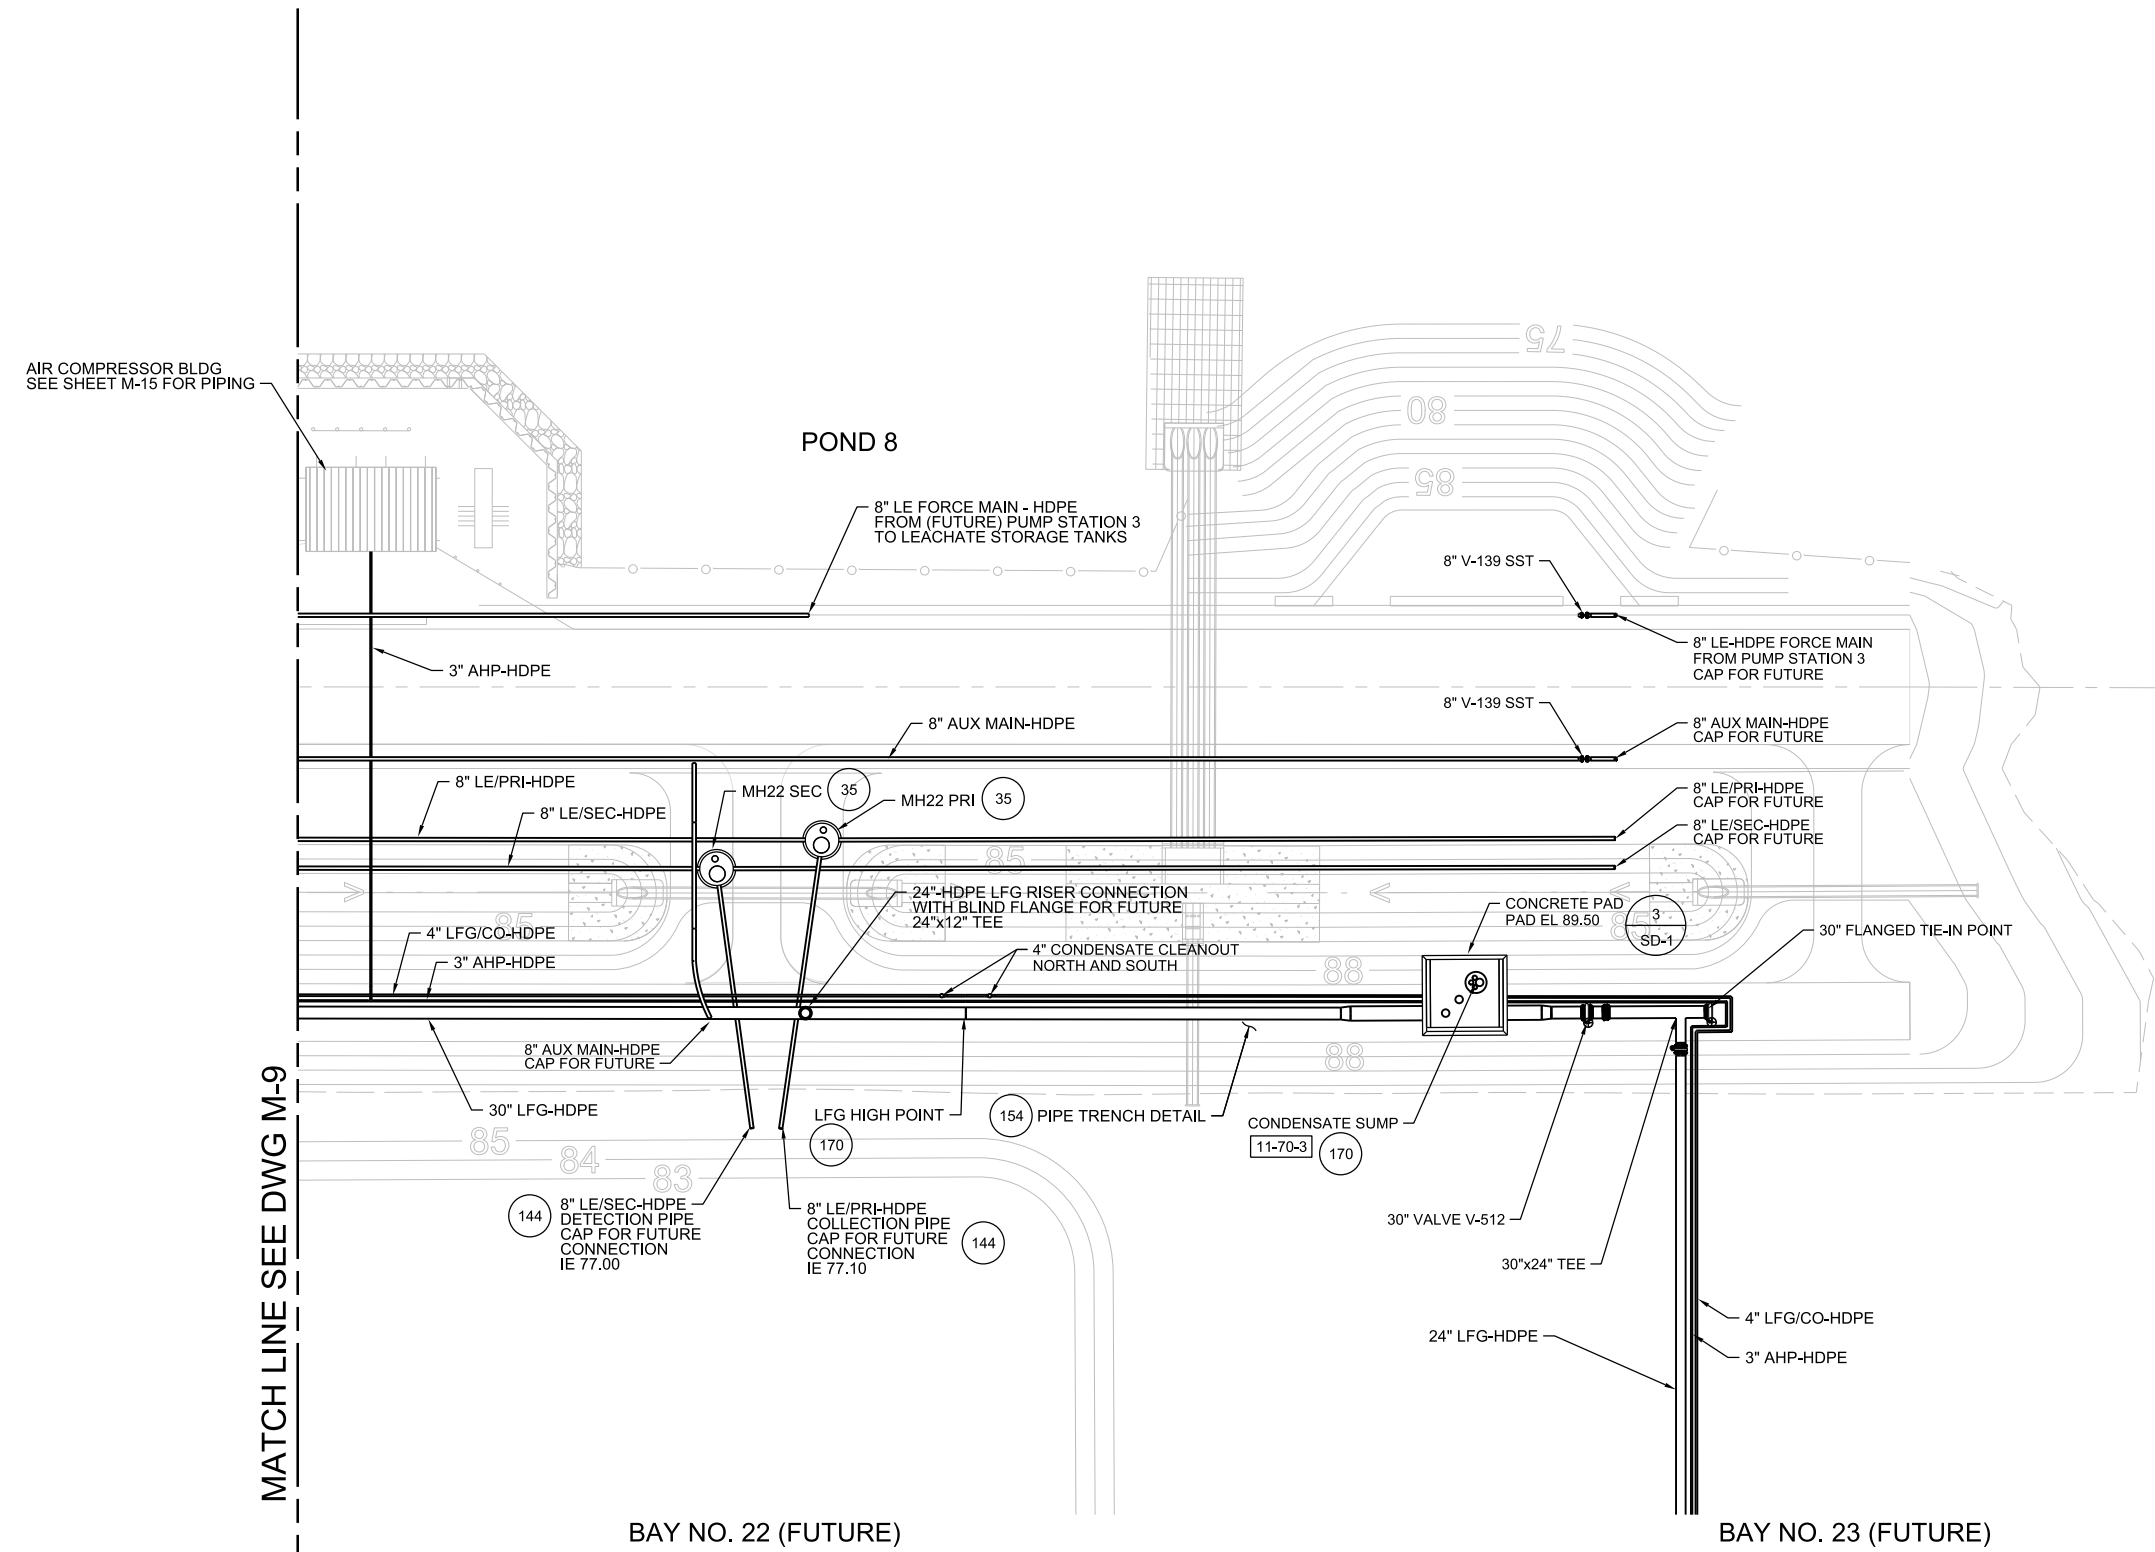 AIR COMPRESSOR BLDG
SEE SHEET M-15 FOR PIPING
POND 8
75
80
85
8" LE FORCE MAIN - HDPE
FROM (FUTURE) PUMP STATION 3
TO LEACHATE STORAGE TANKS
8" V-139 SST
8" LE-HDPE FORCE MAIN
FROM PUMP STATION 3
CAP FOR FUTURE
3" AHP-HDPE
8" V-139 SST
8" AUX MAIN-HDPE
8" AUX MAIN-HDPE
CAP FOR FUTURE
8" LE/PRI-HDPE
8" LE/SEC-HDPE
MH22 SEC
35
MH22 PRI
35
8" LE/PRI-HDPE
CAP FOR FUTURE
8" LE/SEC-HDPE
CAP FOR FUTURE
85
85
85
24"-HDPE LFG RISER CONNECTION
WITH BLIND FLANGE FOR FUTURE
24"x12" TEE
CONCRETE PAD
PAD EL 89.50
3
SD-1
30" FLANGED TIE-IN POINT
4" LFG/CO-HDPE
3" AHP-HDPE
4" CONDENSATE CLEANOUT
NORTH AND SOUTH
88
88
8" AUX MAIN-HDPE
CAP FOR FUTURE
30" LFG-HDPE
LFG HIGH POINT
170
154
PIPE TRENCH DETAIL
CONDENSATE SUMP
11-70-3
170
85
84
83
144
8" LE/SEC-HDPE
DETECTION PIPE
CAP FOR FUTURE
CONNECTION
IE 77.00
8" LE/PRI-HDPE
COLLECTION PIPE
CAP FOR FUTURE
CONNECTION
IE 77.10
144
30" VALVE V-512
30"x24" TEE
24" LFG-HDPE
4" LFG/CO-HDPE
3" AHP-HDPE
MATCH LINE SEE DWG M-9
BAY NO. 22 (FUTURE)
BAY NO. 23 (FUTURE)